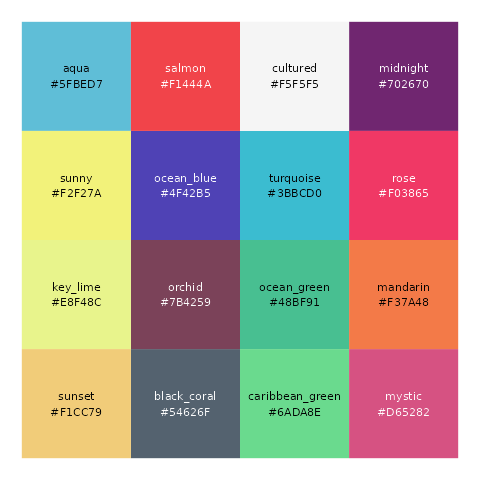 aqua
#5FBED7
salmon
#F1444A
cultured
#F5F5F5
midnight
#702670
sunny
#F2F27A
ocean_blue
#4F42B5
turquoise
#3BBCD0
rose
#F03865
key_lime
#E8F48C
orchid
#7B4259
ocean_green
#48BF91
mandarin
#F37A48
sunset
#F1CC79
black_coral
#54626F
caribbean_green
#6ADA8E
mystic
#D65282